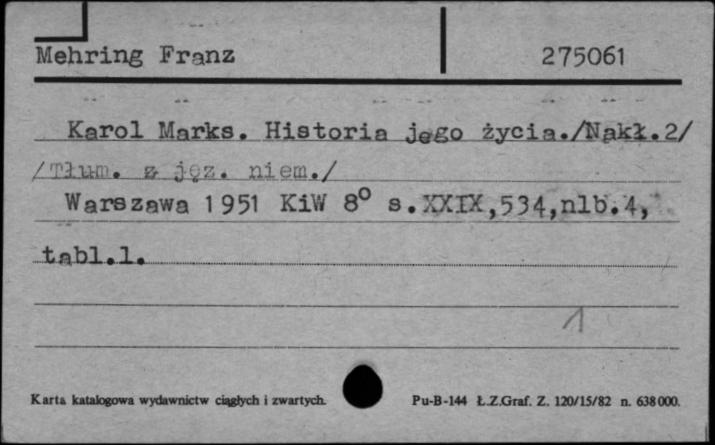 Mehring Franz 275061
Karol Marks. Historia jego życia./Nakł.2/
/Tłum. z jęz. niem./
Warszawa 1951 KiW 8° s.XXIX,534,nlb.4,
tabl.1.
1
Karta katalogowa wydawnictw ciągłych i zwartych. Pu-B-144 Ł.Z.Graf. Z. 120/15/82 n. 638000.